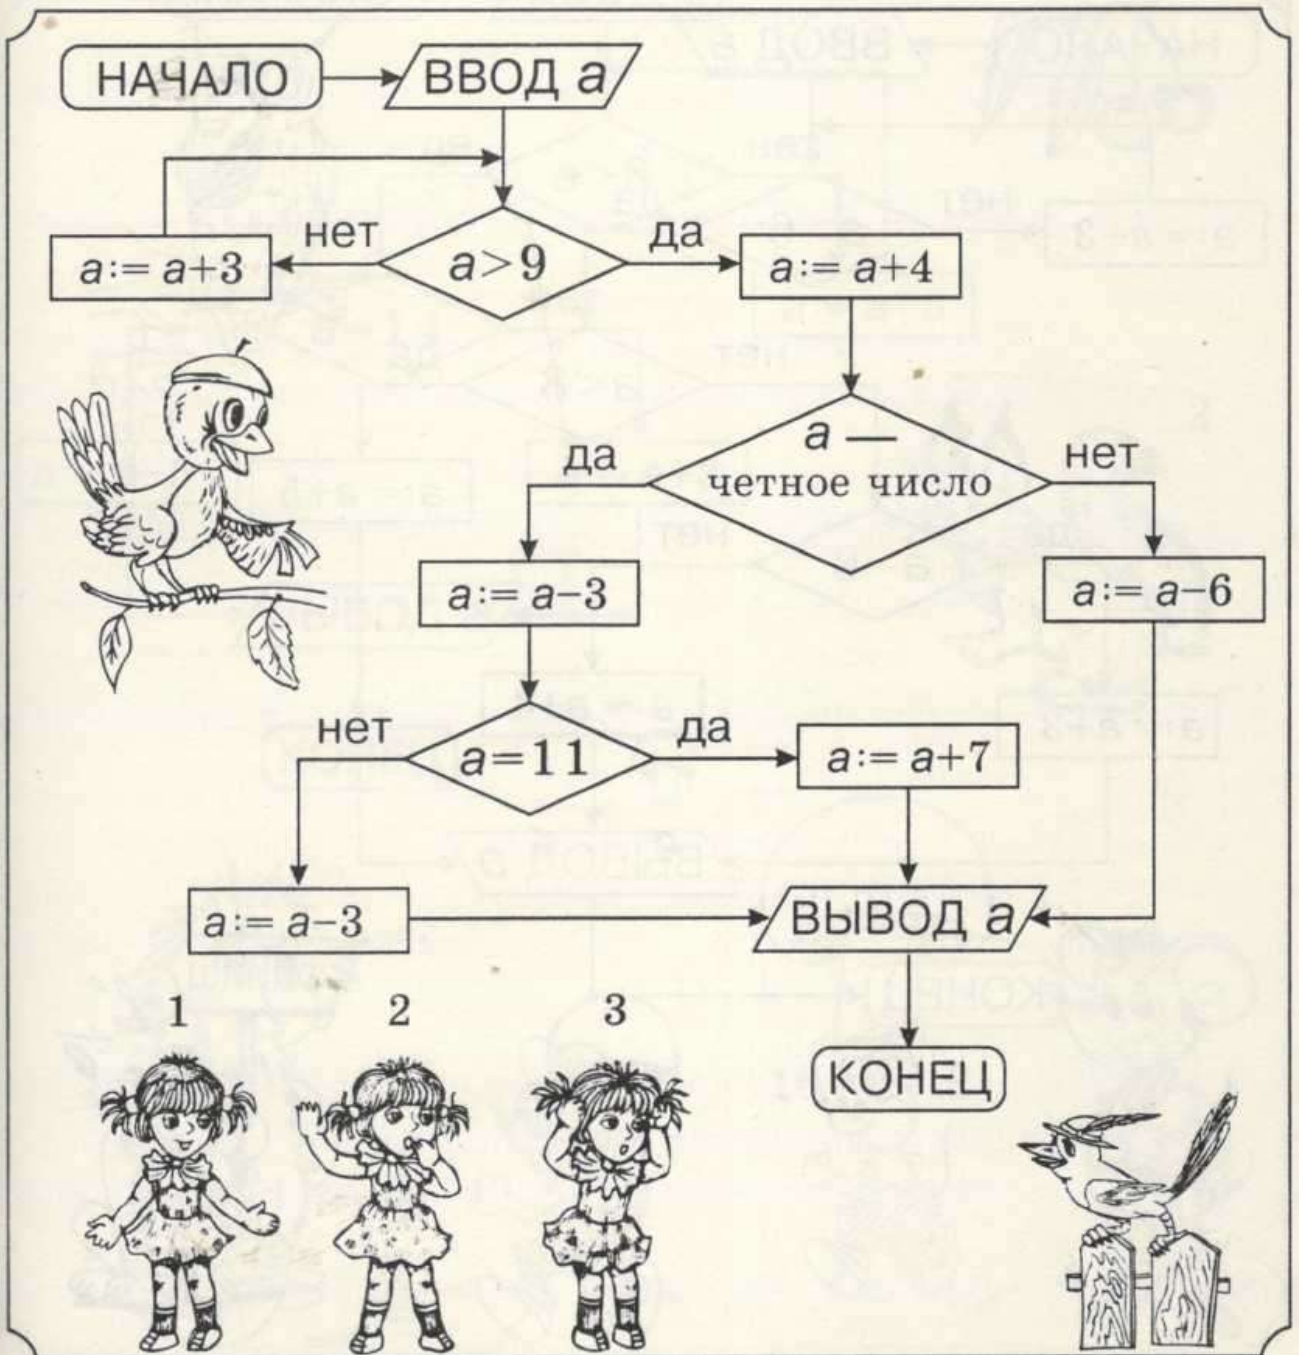 НАЧАЛО
ВВОД a
нет
a>9
да
a:= a+3
a:= a+4
a —
четное число
да
нет
a:= a-3
a:= a-6
нет
a=11
да
a:= a+7
a:= a-3
ВЫВОД a
КОНЕЦ
1 2 3